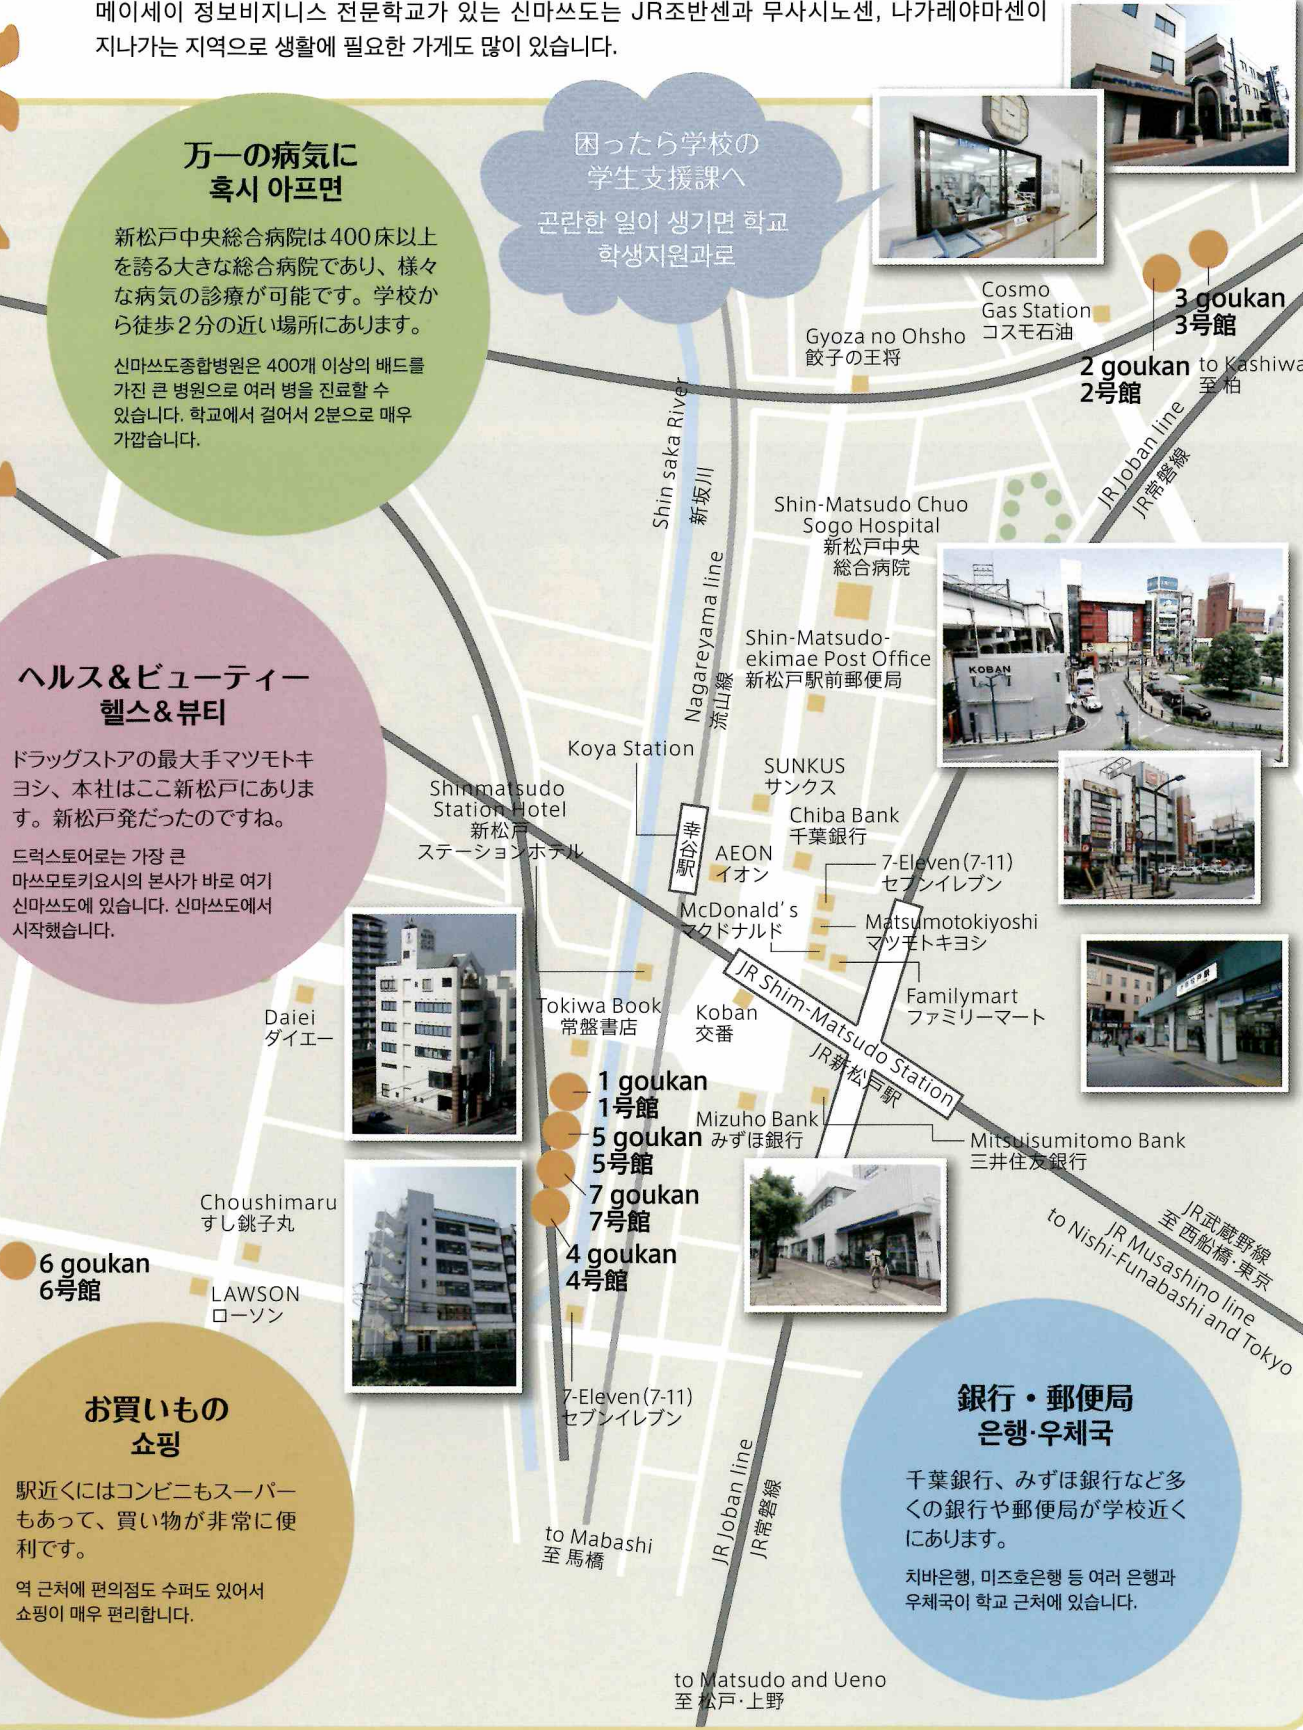 메이세이 정보비지니스 전문학교가 있는 신마쓰도는 JR조반센과 무사시노센, 나가레야마센이
지나가는 지역으로 생활에 필요한 가게도 많이 있습니다.
万一の病気に
혹시 아프면
新松戸中央総合病院は400床以上
を誇る大きな総合病院であり、様々
な病気の診療が可能です。学校か
ら徒歩2分の近い場所にあります。
신마쓰도종합병원은 400개 이상의 배드를
가진 큰 병원으로 여러 병을 진료할 수
있습니다. 학교에서 걸어서 2분으로 매우
가깝습니다.
困ったら学校の
学生支援課へ
곤란한 일이 생기면 학교
학생지원과로
Cosmo
Gas Station
コスモ石油
3 goukan
3号館
Gyoza no Ohsho
餃子の王将
2 goukan
2号館
to Kashiwa
至 柏
JR Joban line
JR常磐線
Shin saka River
新坂川
Shin-Matsudo Chuo
Sogo Hospital
新松戸中央
総合病院
Nagareyama line
流山線
Shin-Matsudo-
ekimae Post Office
新松戸駅前郵便局
KOBAN
ヘルス&ビューティー
헬스&뷰티
ドラッグストアの最大手マツモトキ
ヨシ、本社はここ新松戸にありま
す。新松戸発だったのですね。
드럭스토어로는 가장 큰
마쓰모토키요시의 본사가 바로 여기
신마쓰도에 있습니다. 신마쓰도에서
시작했습니다.
Koya Station
幸谷駅
Shinmatsudo
Station Hotel
新松戸
ステーションホテル
SUNKUS
サンクス
Chiba Bank
千葉銀行
AEON
イオン
7-Eleven(7-11)
セブンイレブン
McDonald's
マクドナルド
Matsumotokiyoshi
マツモトキヨシ
JR Shim-Matsudo Station
JR新松戸駅
Familymart
ファミリーマート
Daiei
ダイエー
Tokiwa Book
常盤書店
Koban
交番
1 goukan
1号館
5 goukan
5号館
7 goukan
7号館
4 goukan
4号館
Mizuho Bank
みずほ銀行
Mitsuisumitomo Bank
三井住友銀行
JR武蔵野線
至 西船橋・東京
JR Musashino line
to Nishi-Funabashi and Tokyo
Choushimaru
すし銚子丸
6 goukan
6号館
LAWSON
ローソン
7-Eleven(7-11)
セブンイレブン
お買いもの
쇼핑
駅近くにはコンビニもスーパー
もあって、買い物が非常に便
利です。
역 근처에 편의점도 수퍼도 있어서
쇼핑이 매우 편리합니다.
銀行・郵便局
은행·우체국
千葉銀行、みずほ銀行など多
くの銀行や郵便局が学校近く
にあります。
치바은행, 미즈호은행 등 여러 은행과
우체국이 학교 근처에 있습니다.
to Mabashi
至 馬橋
JR Joban line
JR常磐線
to Matsudo and Ueno
至 松戸・上野